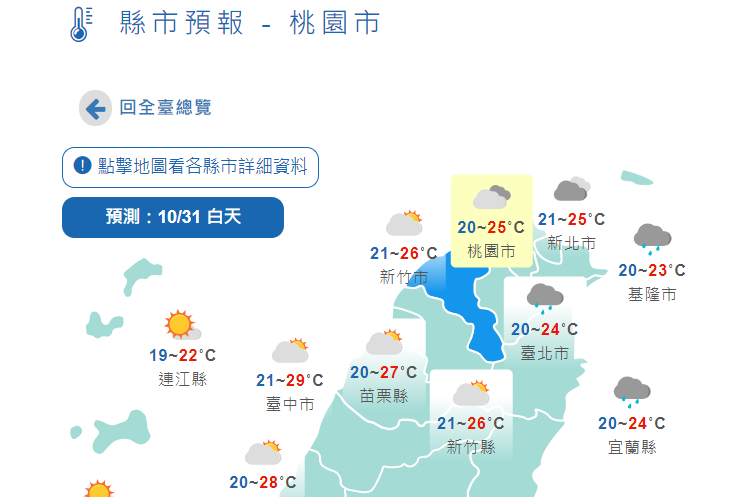 縣市預報 - 桃園市
回全臺總覽
點擊地圖看各縣市詳細資料
預測：10/31 白天
20~25°C
桃園市
21~25°C
新北市
21~26°C
新竹市
20~23°C
基隆市
20~24°C
臺北市
19~22°C
連江縣
21~29°C
臺中市
20~27°C
苗栗縣
21~26°C
新竹縣
20~24°C
宜蘭縣
20~28°C